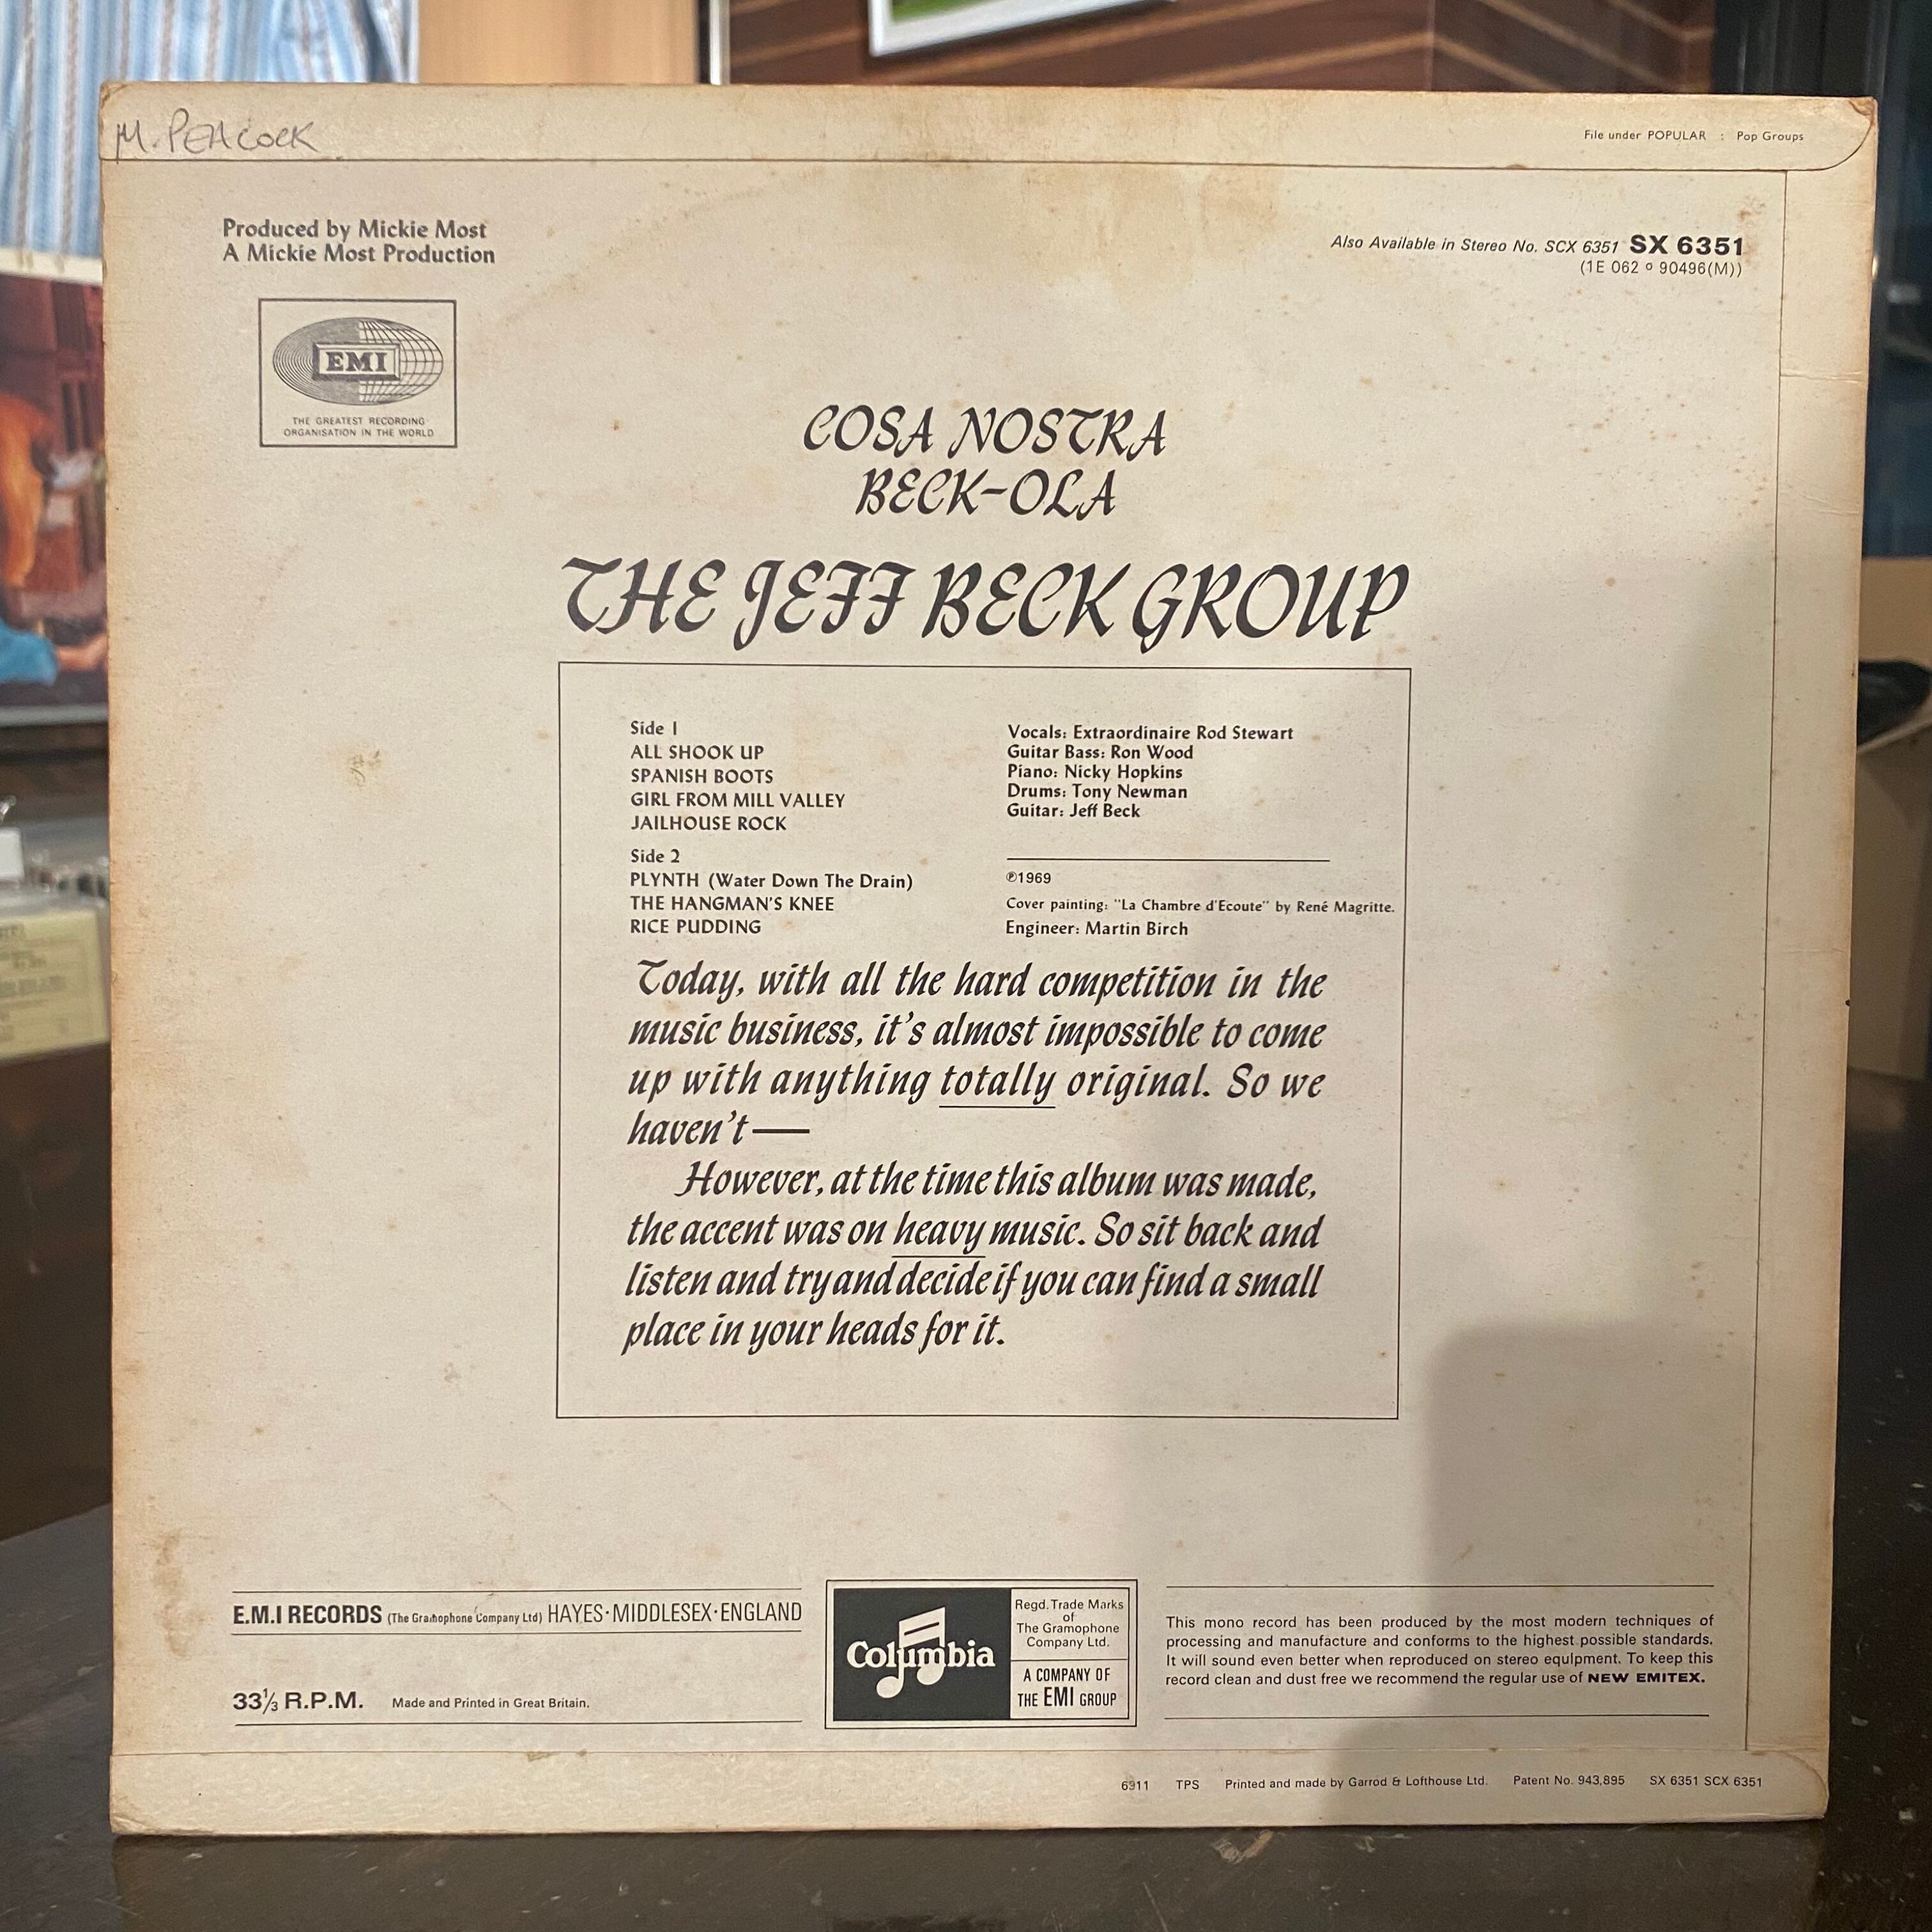 M. PEACOCK
File under POPULAR : Pop Groups
Produced by Mickie Most
A Mickie Most Production
Also Available in Stereo No. SCX 6351 SX 6351
(1E 062 o 90496(M))
EMI
THE GREATEST RECORDING
ORGANISATION IN THE WORLD
COSA NOSTRA
BECK-OLA
THE JEFF BECK GROUP
Side 1
ALL SHOOK UP
SPANISH BOOTS
GIRL FROM MILL VALLEY
JAILHOUSE ROCK
Side 2
PLYNTH (Water Down The Drain)
THE HANGMAN'S KNEE
RICE PUDDING
Vocals: Extraordinaire Rod Stewart
Guitar Bass: Ron Wood
Piano: Nicky Hopkins
Drums: Tony Newman
Guitar: Jeff Beck
℗1969
Cover painting: "La Chambre d'Ecoute" by René Magritte.
Engineer: Martin Birch
Today, with all the hard competition in the
music business, it's almost impossible to come
up with anything totally original. So we
haven't—
However, at the time this album was made,
the accent was on heavy music. So sit back and
listen and try and decide if you can find a small
place in your heads for it.
E.M.I RECORDS (The Gramophone Company Ltd) HAYES·MIDDLESEX·ENGLAND
33⅓ R.P.M. Made and Printed in Great Britain.
Columbia
Regd. Trade Marks
of
The Gramophone
Company Ltd.
A COMPANY OF
THE EMI GROUP
This mono record has been produced by the most modern techniques of
processing and manufacture and conforms to the highest possible standards.
It will sound even better when reproduced on stereo equipment. To keep this
record clean and dust free we recommend the regular use of NEW EMITEX.
6911 TPS Printed and made by Garrod & Lofthouse Ltd. Patent No. 943,895 SX 6351 SCX 6351